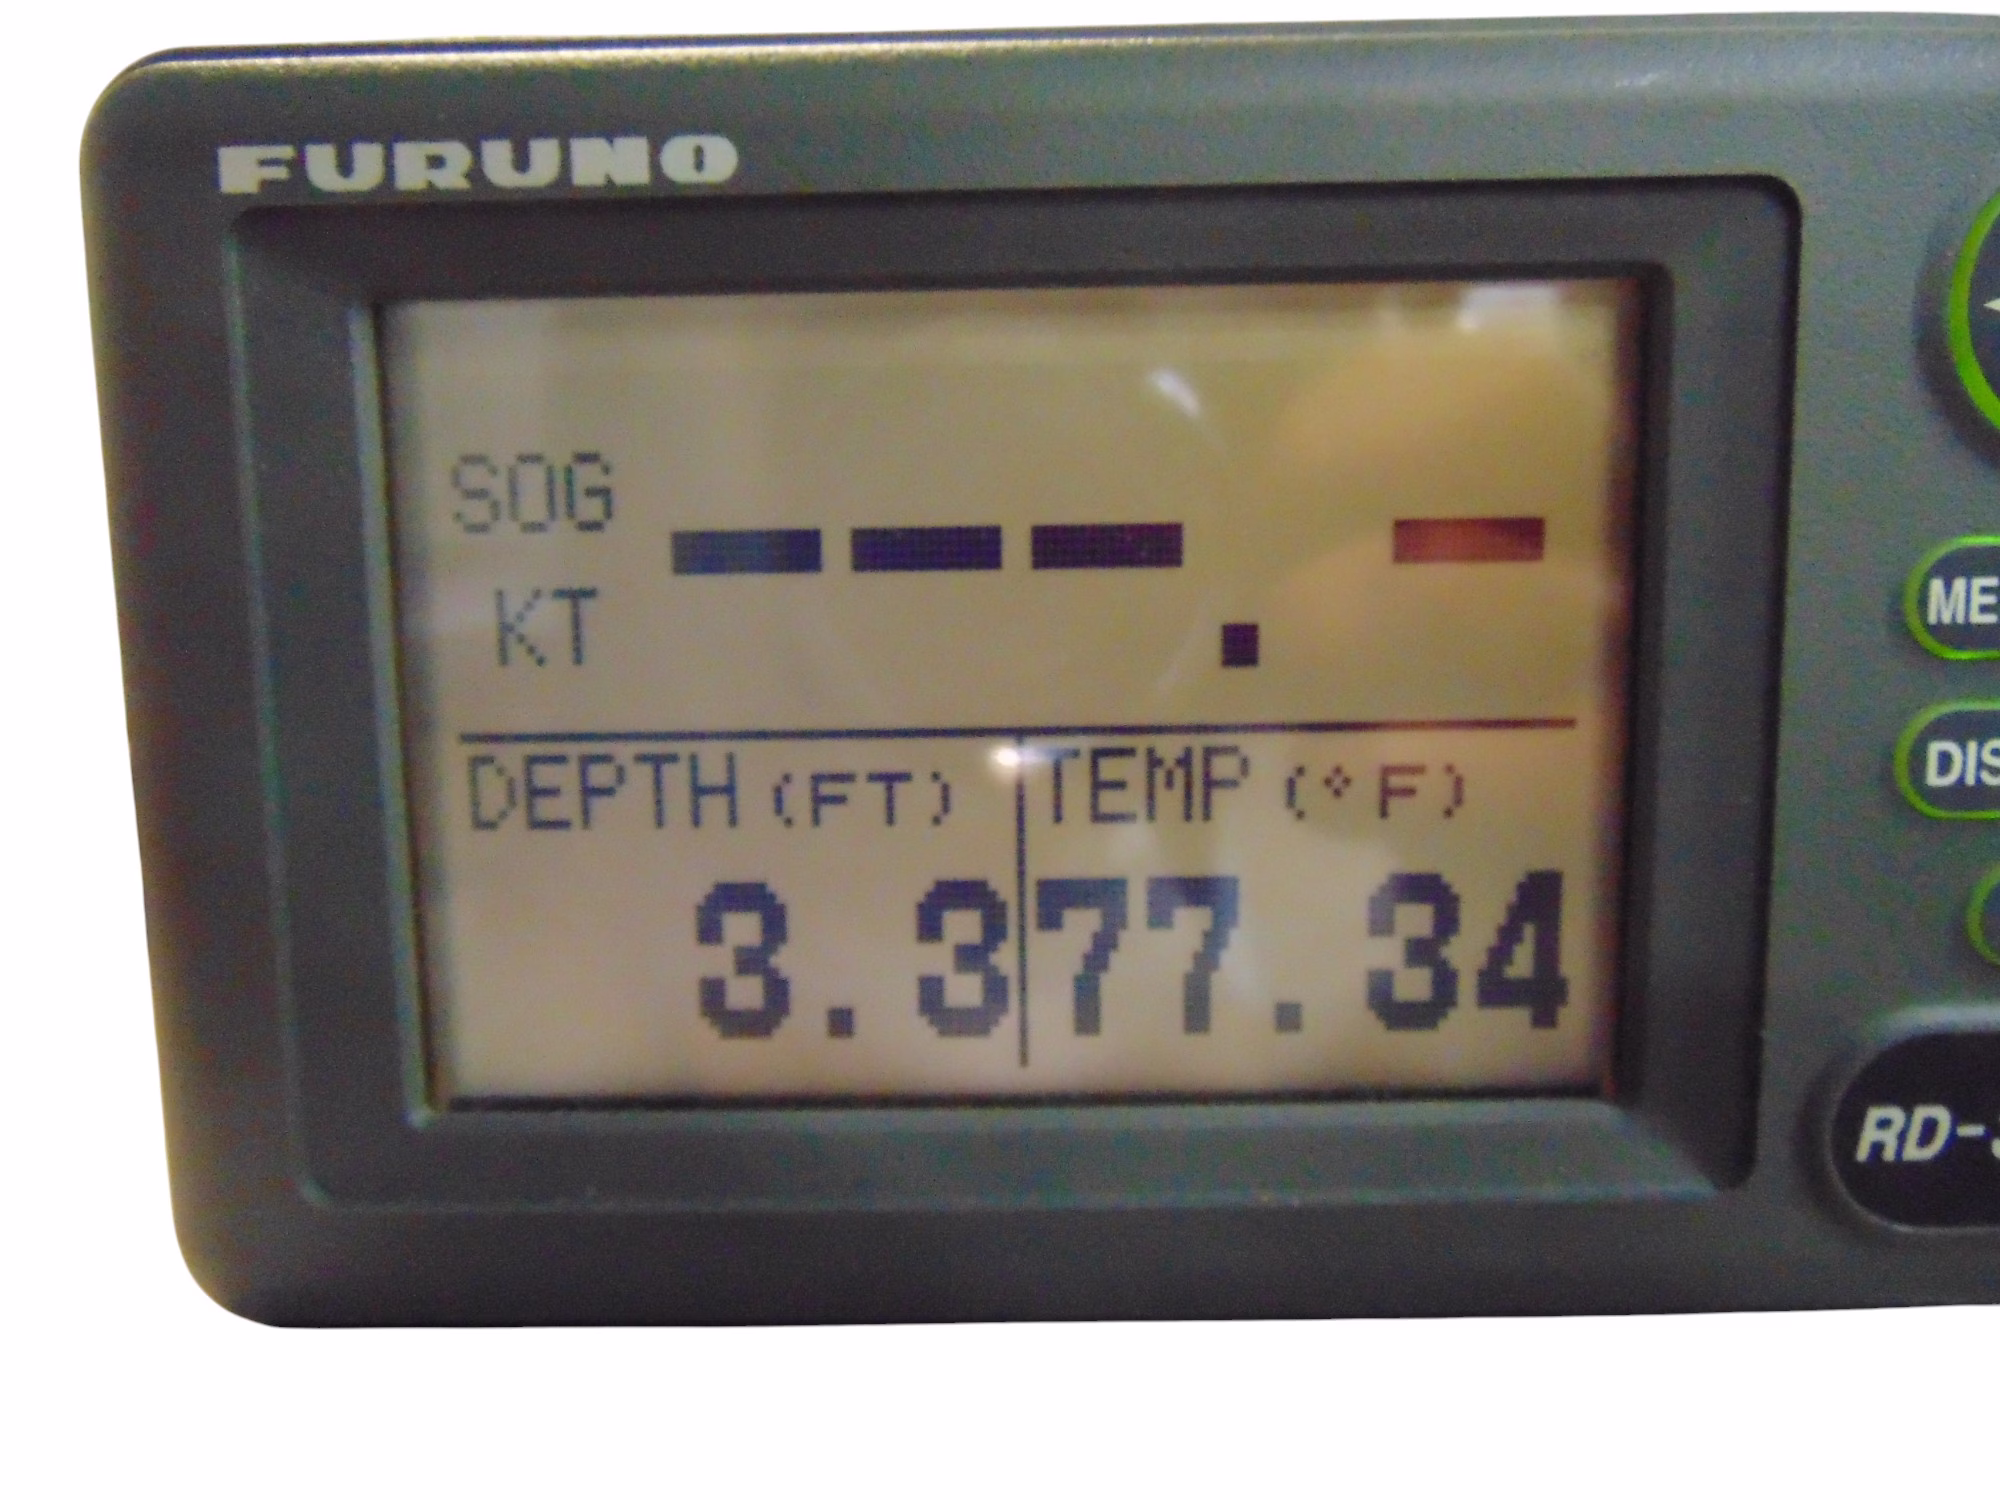 FURUNO
SOG
KT
---.-
DEPTH (FT)
TEMP (°F)
3.3
77.34
ME
DIS
RD-